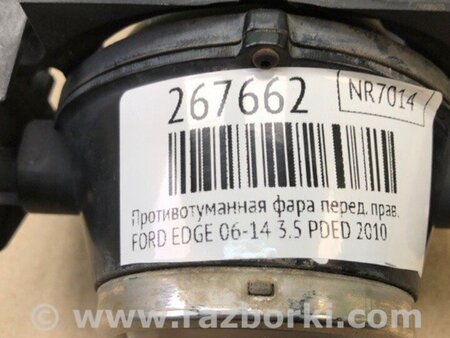 267662
NR7014
Противотуманная фара перед. прав.
FORD EDGE 06-14 3.5 PDED 2010
www.razborki.com